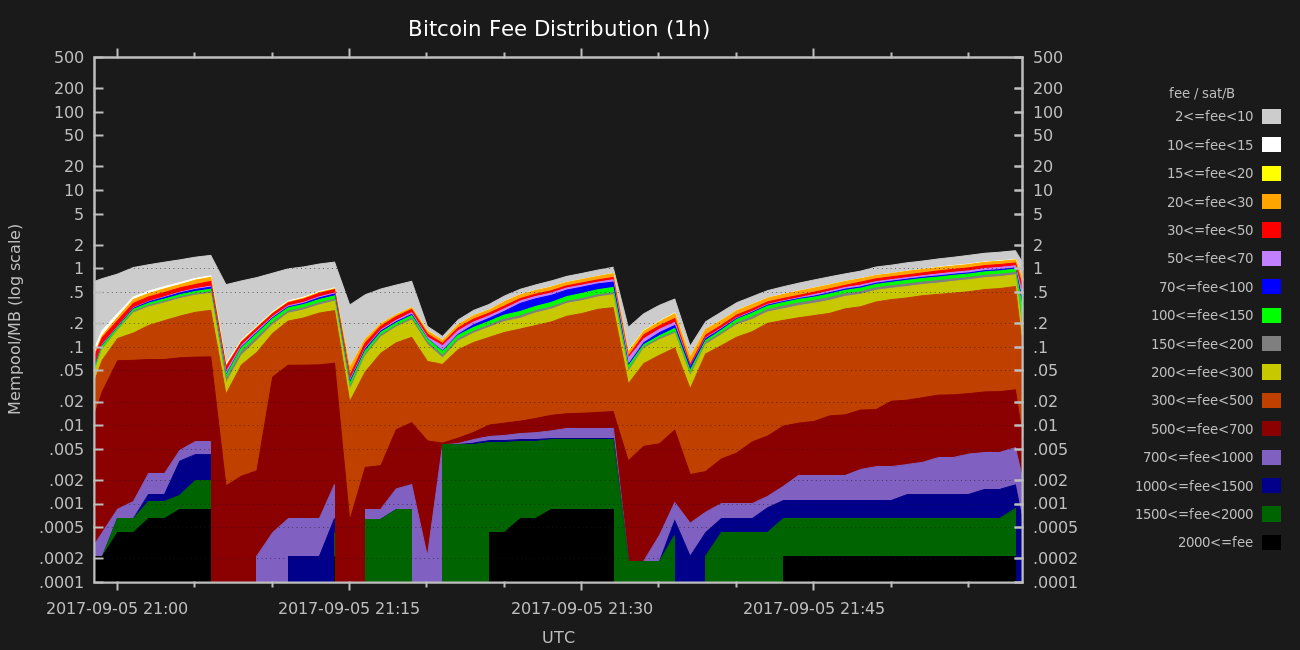 Bitcoin Fee Distribution (1h)
500
200
100
50
20
10
5
2
1
.5
.2
.1
.05
.02
.01
.005
.002
.001
.0005
.0002
.0001
Mempool/MB (log scale)
500
200
100
50
20
10
5
2
1
.5
.2
.1
.05
.02
.01
.005
.002
.001
.0005
.0002
.0001
2017-09-05 21:00 2017-09-05 21:15 2017-09-05 21:30 2017-09-05 21:45
UTC
fee / sat/B
2<=fee<10
10<=fee<15
15<=fee<20
20<=fee<30
30<=fee<50
50<=fee<70
70<=fee<100
100<=fee<150
150<=fee<200
200<=fee<300
300<=fee<500
500<=fee<700
700<=fee<1000
1000<=fee<1500
1500<=fee<2000
2000<=fee